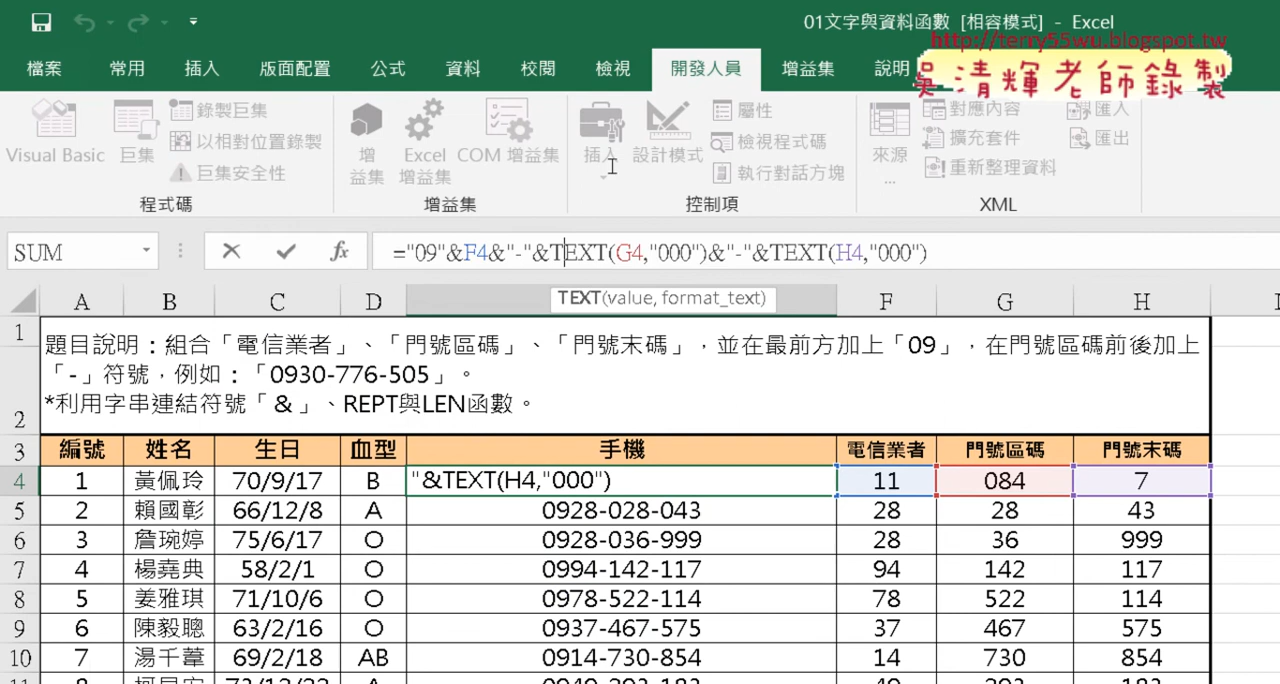 01文字與資料函數 [相容模式] - Excel
http://terry55wu.blogspot.tw
吳清輝老師錄製
檔案 常用 插入 版面配置 公式 資料 校閱 檢視 開發人員 增益集 說明
Visual Basic 巨集 錄製巨集 以相對位置錄製 巨集安全性
增益集 Excel 增益集 COM 增益集
插入 設計模式 屬性 檢視程式碼 執行對話方塊
來源... 對應內容 擴充套件 重新整理資料 匯入 匯出
程式碼 增益集 控制項 XML
SUM fx ="09"&F4&"-"&TEXT(G4,"000")&"-"&TEXT(H4,"000")
TEXT(value, format_text)
A B C D F G H
1 題目說明：組合「電信業者」、「門號區碼」、「門號末碼」，並在最前方加上「09」，在門號區碼前後加上
「-」符號，例如：「0930-776-505」。
2 *利用字串連結符號「&」、REPT與LEN函數。
3 編號 姓名 生日 血型 手機 電信業者 門號區碼 門號末碼
4 1 黃佩玲 70/9/17 B "&TEXT(H4,"000") 11 084 7
5 2 賴國彰 66/12/8 A 0928-028-043 28 28 43
6 3 詹琬婷 75/6/17 O 0928-036-999 28 36 999
7 4 楊堯典 58/2/1 O 0994-142-117 94 142 117
8 5 姜雅琪 71/10/6 O 0978-522-114 78 522 114
9 6 陳毅聰 63/2/16 O 0937-467-575 37 467 575
10 7 湯千葦 69/2/18 AB 0914-730-854 14 730 854